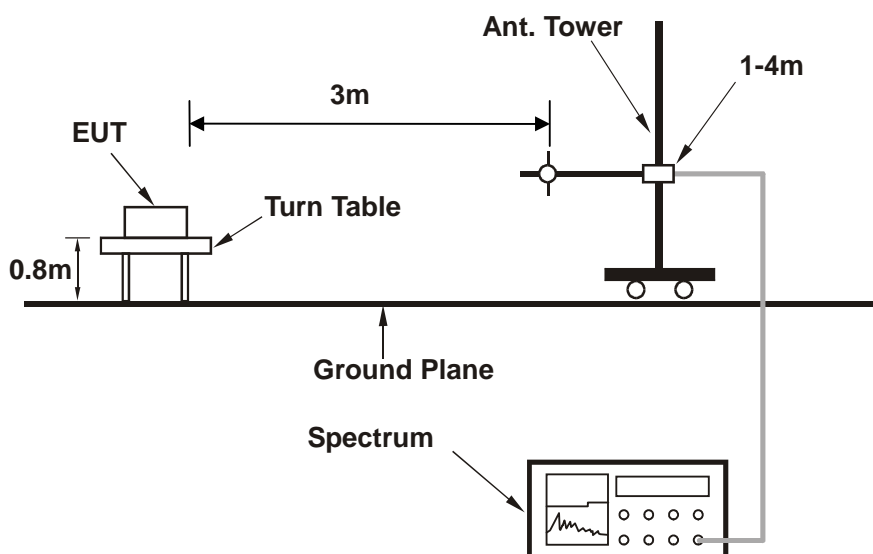 Ant. Tower
1-4m
3m
EUT
Turn Table
0.8m
Ground Plane
Spectrum